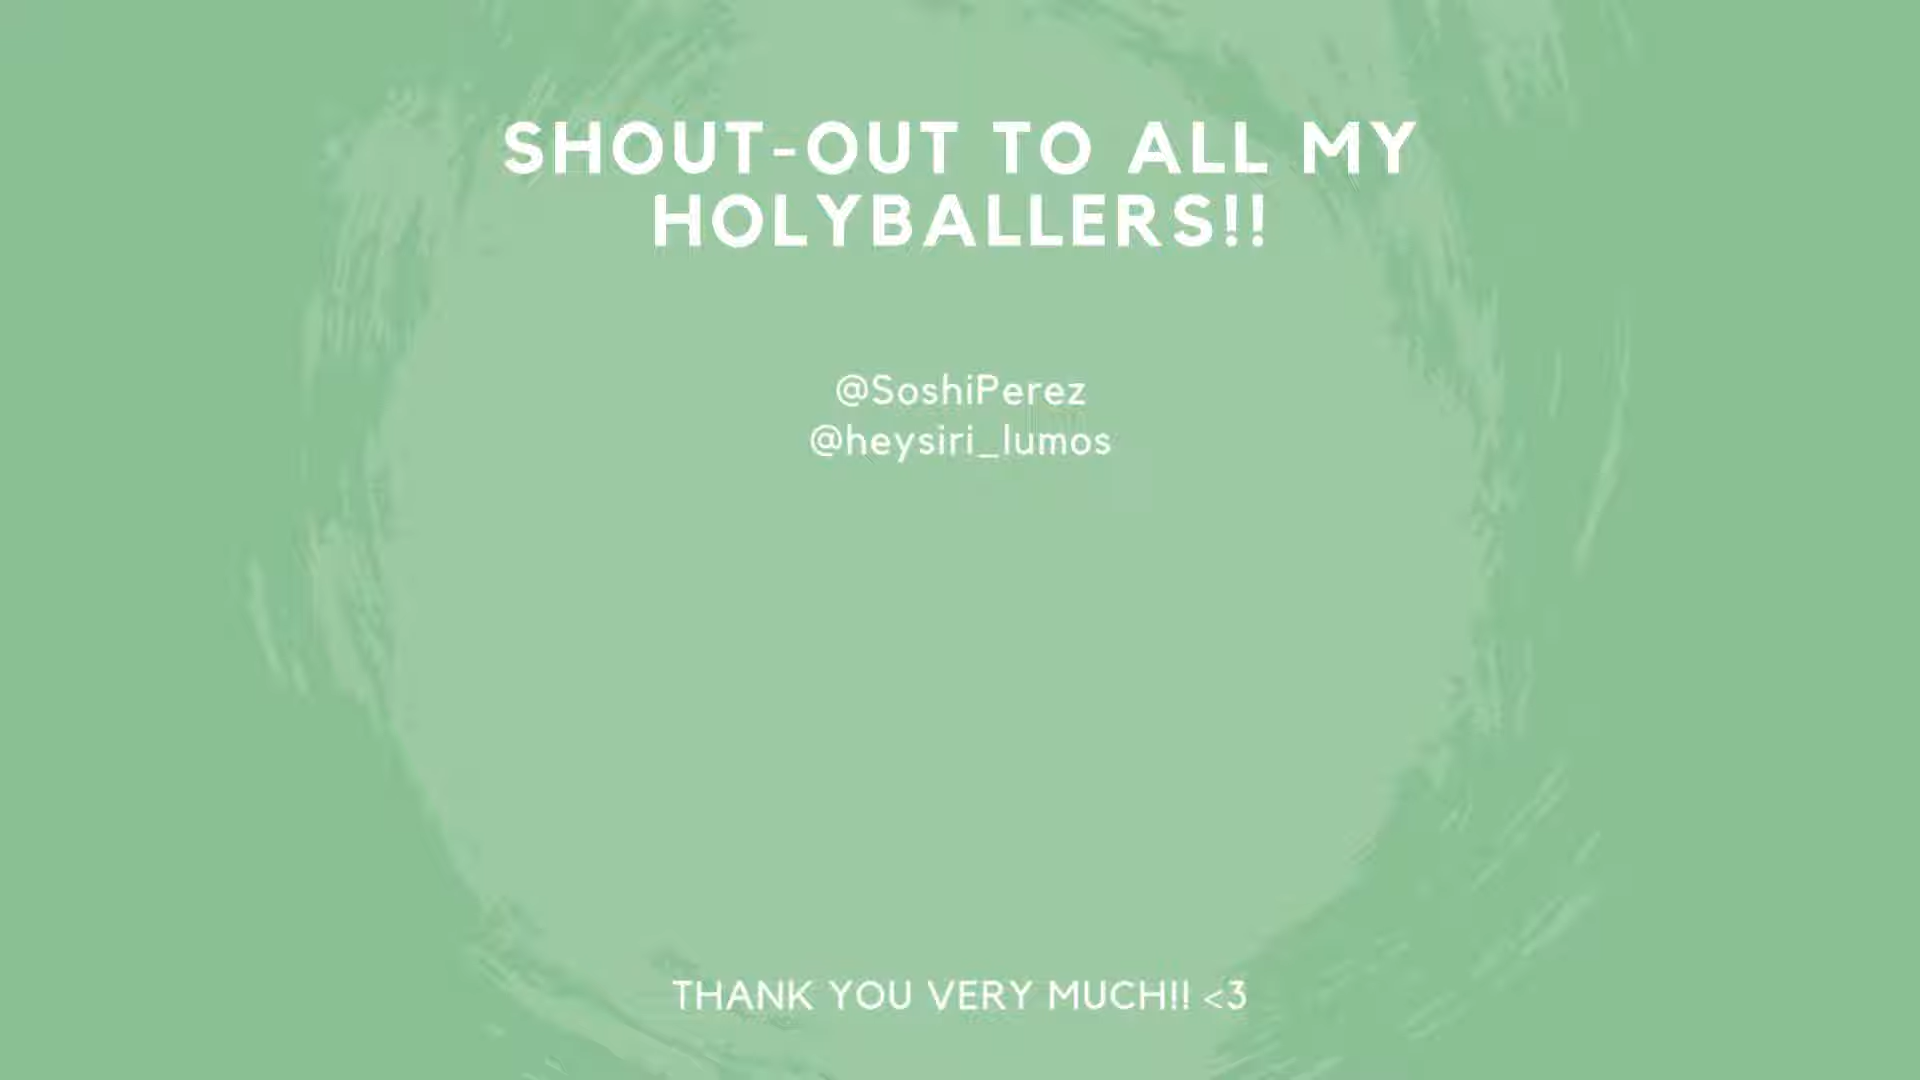 SHOUT-OUT TO ALL MY
HOLYBALLERS!!
@SoshiPerez
@heysiri_lumos
THANK YOU VERY MUCH!! <3